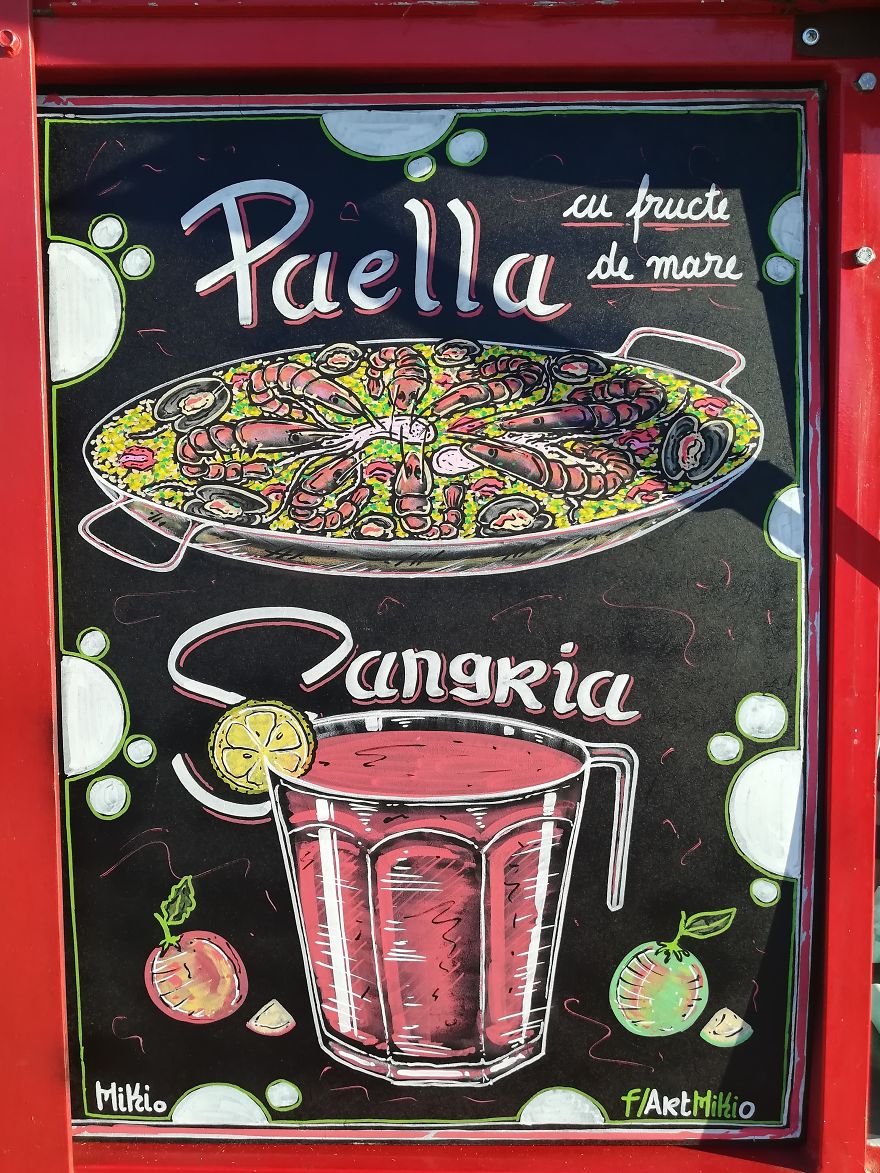 Paella
cu fructe
de mare
Sangria
Mikio
f/ArtMikio